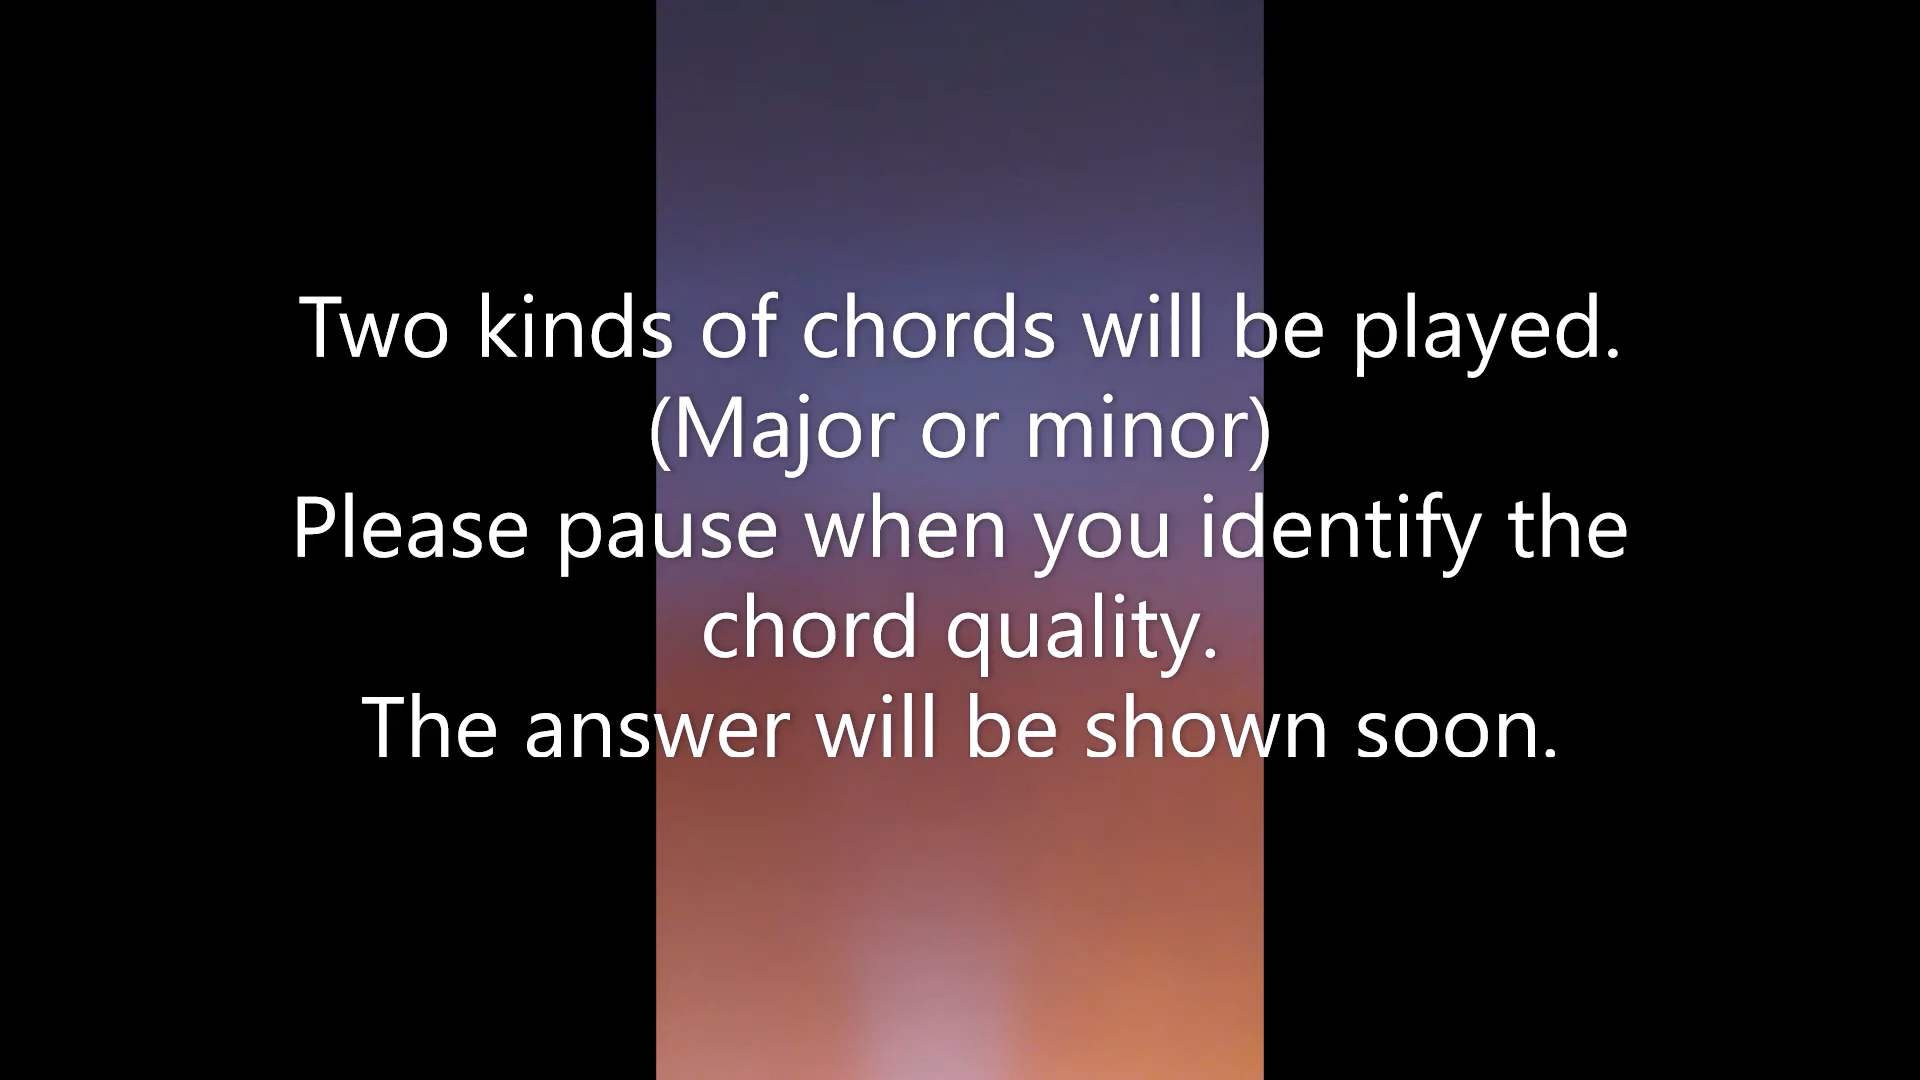 Two kinds of chords will be played.
(Major or minor)
Please pause when you identify the
chord quality.
The answer will be shown soon.